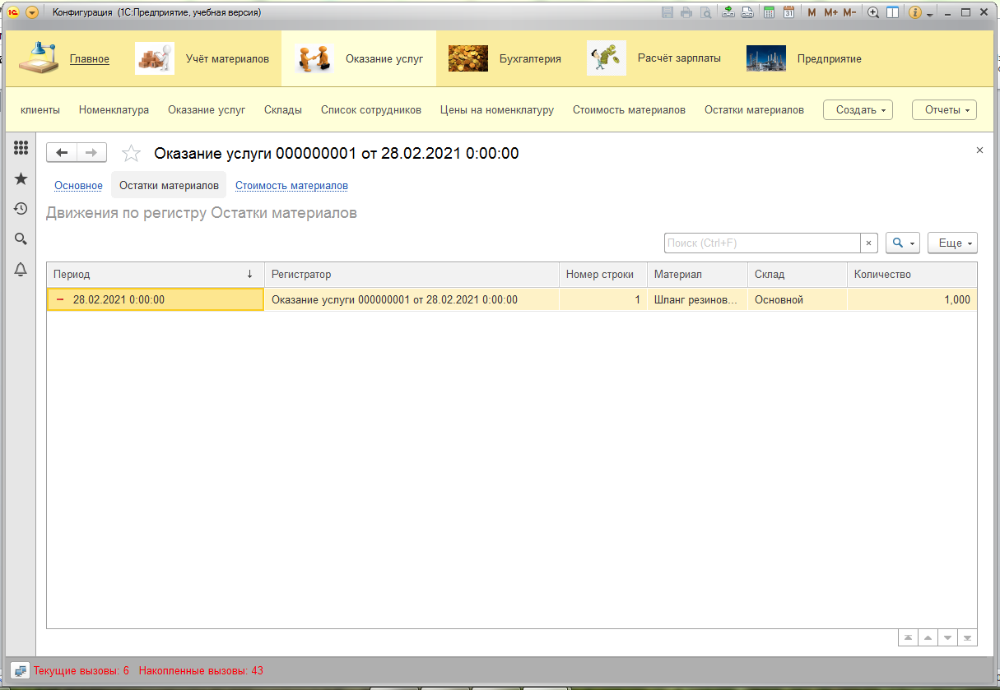 Конфигурация (1С:Предприятие, учебная версия)
M M+ M-
Главное Учёт материалов Оказание услуг Бухгалтерия Расчёт зарплаты Предприятие
клиенты Номенклатура Оказание услуг Склады Список сотрудников Цены на номенклатуру Стоимость материалов Остатки материалов Создать Отчеты
Оказание услуги 000000001 от 28.02.2021 0:00:00
Основное Остатки материалов Стоимость материалов
Движения по регистру Остатки материалов
Поиск (Ctrl+F) × Еще
Период ↓ Регистратор Номер строки Материал Склад Количество
28.02.2021 0:00:00 Оказание услуги 000000001 от 28.02.2021 0:00:00 1 Шланг резинов... Основной 1,000
Текущие вызовы: 6 Накопленные вызовы: 43